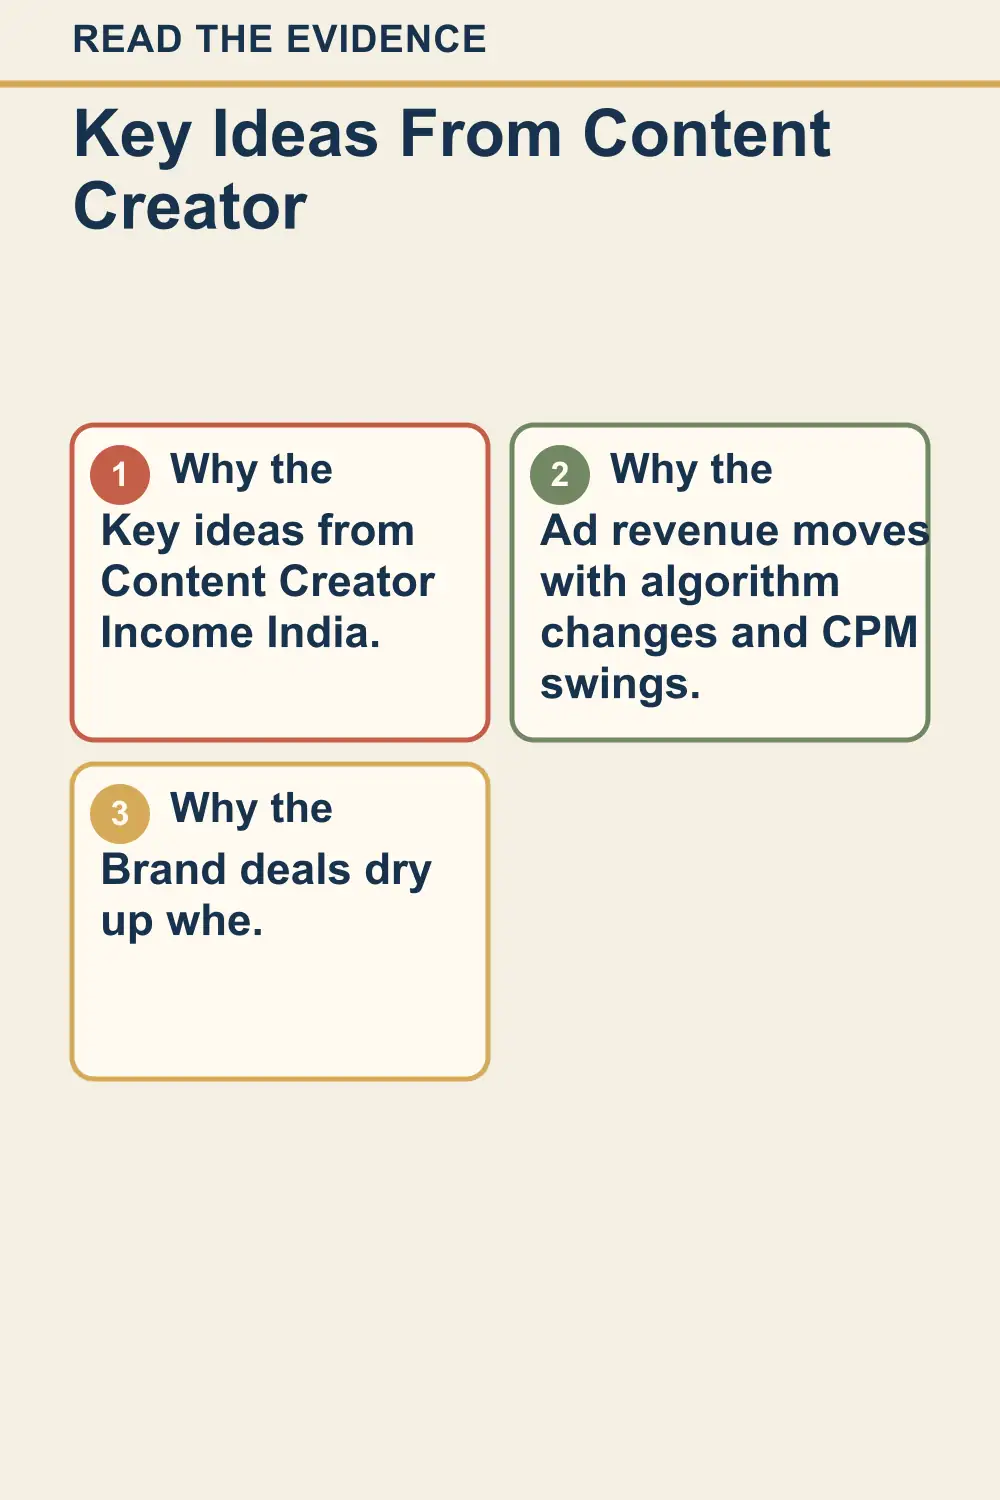 READ THE EVIDENCE
Key Ideas From Content
Creator
1 Why the
Key ideas from
Content Creator
Income India.
2 Why the
Ad revenue moves
with algorithm
changes and CPM
swings.
3 Why the
Brand deals dry
up whe.